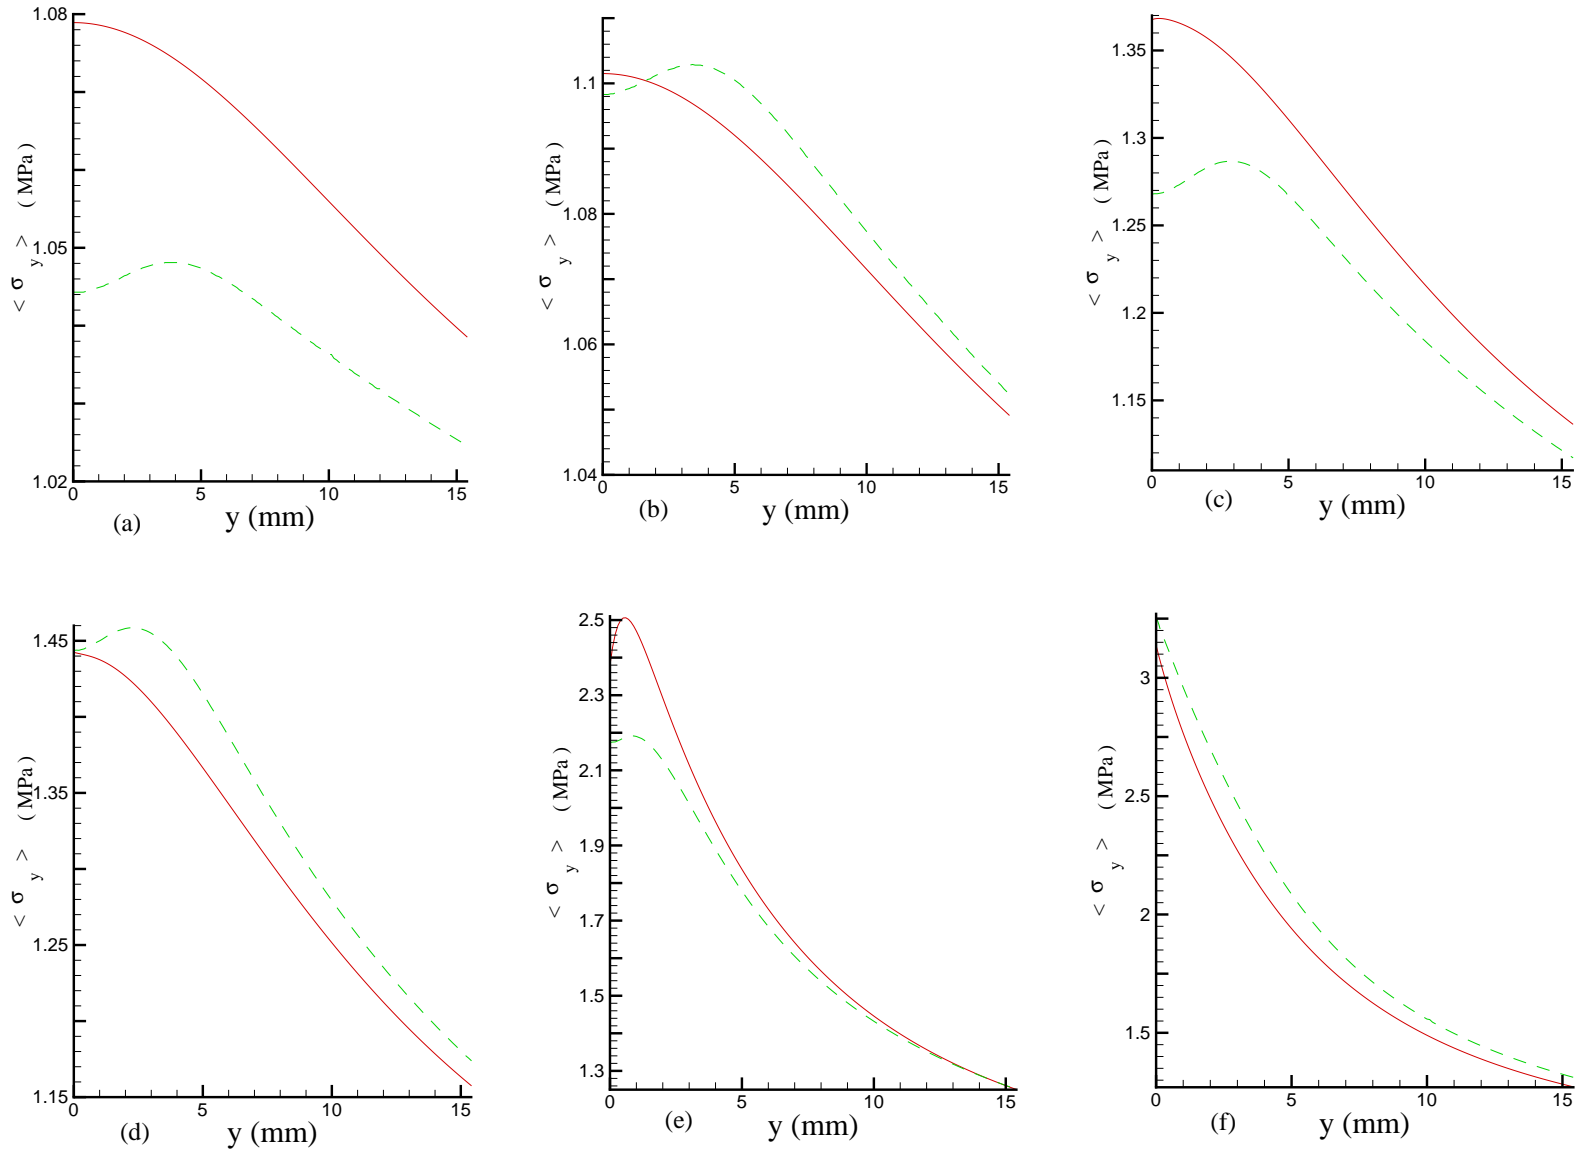 1.08
1.05
1.02
< σ y > (MPa)
0 5 10 15
(a)
y (mm)
1.1
1.08
1.06
1.04
< σ y > (MPa)
0 5 10 15
(b)
y (mm)
1.35
1.3
1.25
1.2
1.15
< σ y > (MPa)
0 5 10 15
(c)
y (mm)
1.45
1.35
1.25
1.15
< σ y > (MPa)
0 5 10 15
(d)
y (mm)
2.5
2.3
2.1
1.9
1.7
1.5
1.3
< σ y > (MPa)
0 5 10 15
(e)
y (mm)
3
2.5
2
1.5
< σ y > (MPa)
0 5 10 15
(f)
y (mm)